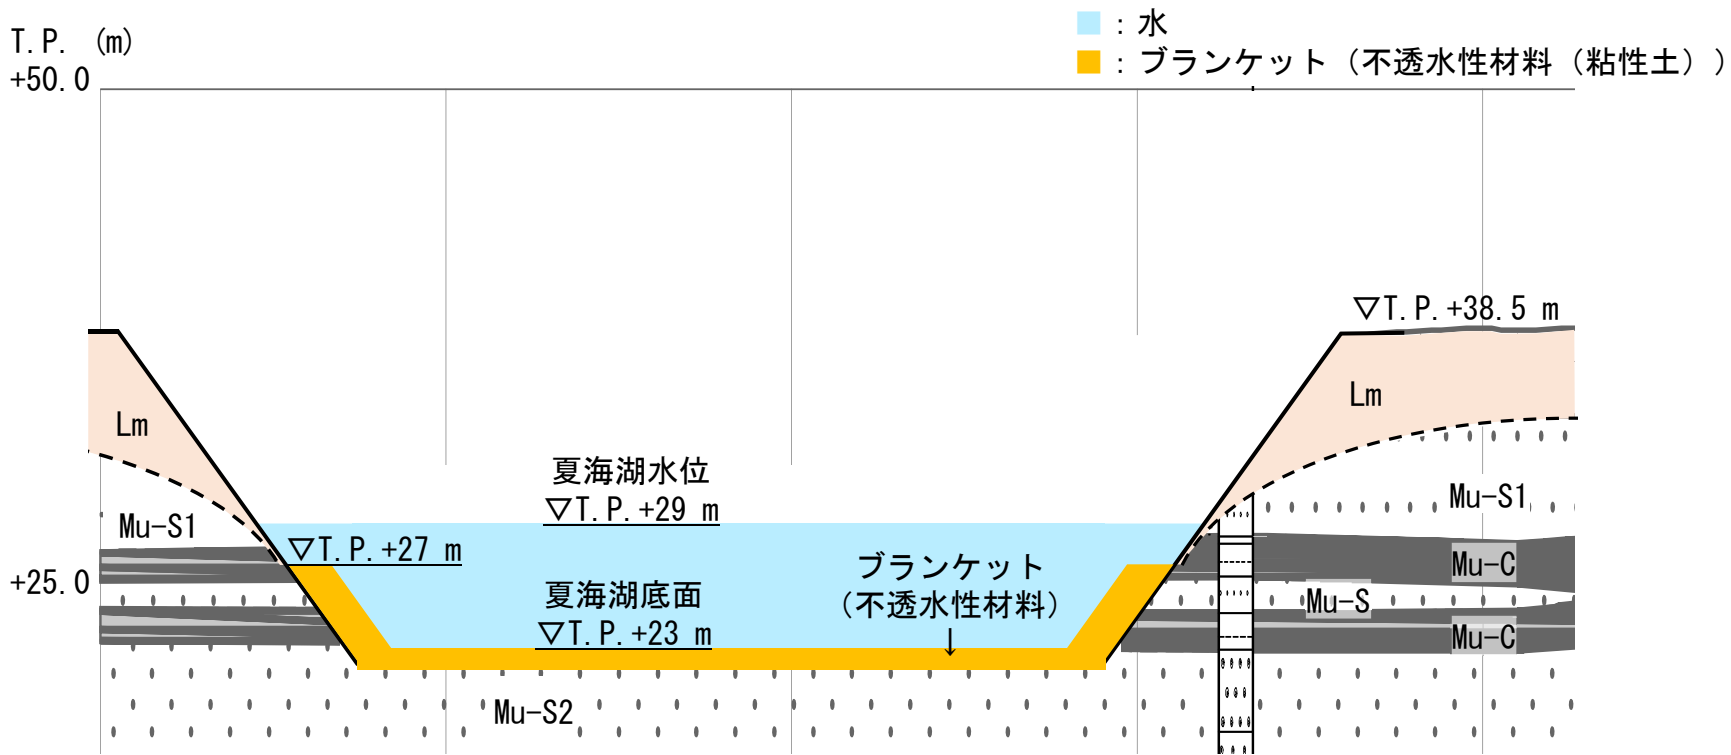 ：水
T.P. (m)
：ブランケット（不透水性材料（粘性土））
+50.0
▽T.P.+38.5 m
Lm
Lm
夏海湖水位
▽T.P.+29 m
Mu-S1
Mu-S1
▽T.P.+27 m
ブランケット
（不透水性材料）
↓
Mu-C
+25.0
夏海湖底面
▽T.P.+23 m
Mu-S
Mu-C
Mu-S2